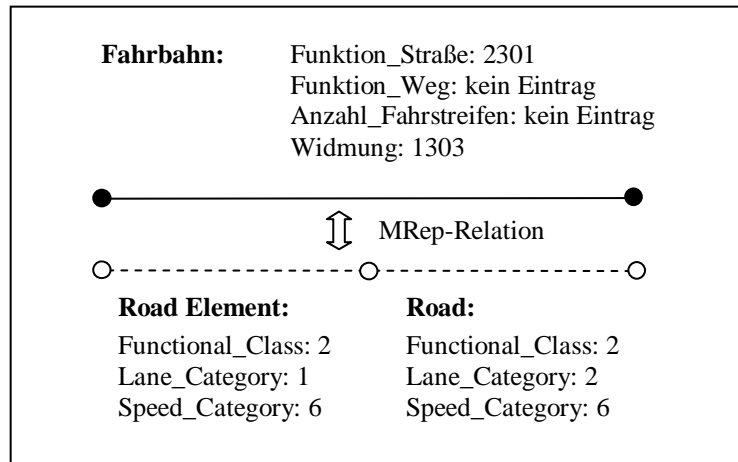 Fahrbahn: Funktion_Straße: 2301
Funktion_Weg: kein Eintrag
Anzahl_Fahrstreifen: kein Eintrag
Widmung: 1303
MRep-Relation
Road Element:
Functional_Class: 2
Lane_Category: 1
Speed_Category: 6
Road:
Functional_Class: 2
Lane_Category: 2
Speed_Category: 6